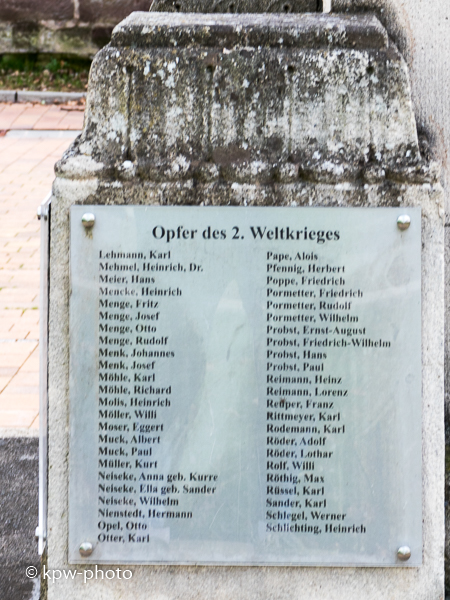 Opfer des 2. Weltkrieges
Lehmann, Karl
Mehmel, Heinrich, Dr.
Meier, Hans
Mencke, Heinrich
Menge, Fritz
Menge, Josef
Menge, Otto
Menge, Rudolf
Menk, Johannes
Menk, Josef
Möhle, Karl
Möhle, Richard
Molis, Heinrich
Möller, Willi
Moser, Eggert
Muck, Albert
Muck, Paul
Müller, Kurt
Neiseke, Anna geb. Kurre
Neiseke, Ella geb. Sander
Neiseke, Wilhelm
Nienstedt, Hermann
Opel, Otto
Otter, Karl
Pape, Alois
Pfennig, Herbert
Poppe, Friedrich
Pormetter, Friedrich
Pormetter, Rudolf
Pormetter, Wilhelm
Probst, Ernst-August
Probst, Friedrich-Wilhelm
Probst, Hans
Probst, Paul
Reimann, Heinz
Reimann, Lorenz
Franz
Rittmeyer, Karl
Rodemann, Karl
Röder, Adolf
Röder, Lothar
Rolf, Willi
Röthig, Max
Rüssel, Karl
Sander, Karl
Schlegel, Werner
Schlichting, Heinrich
© kpw-photo